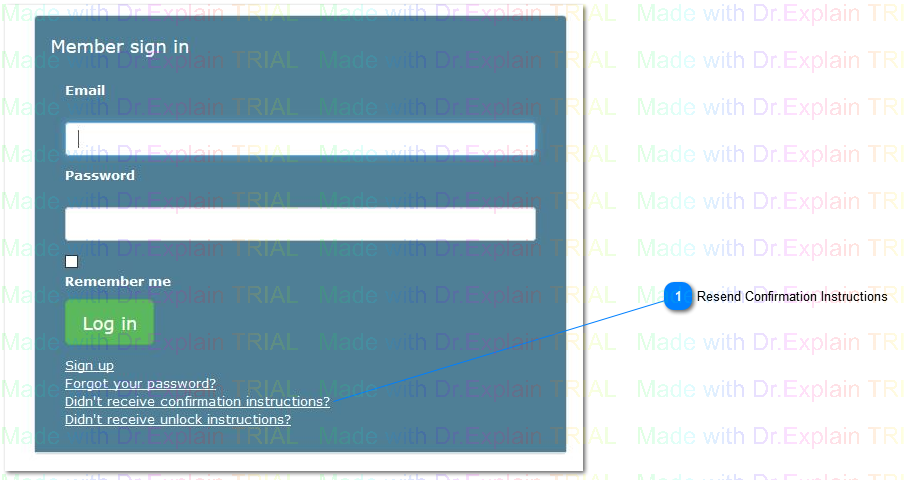 Member sign in
Email
Password
Remember me
Log in
Sign up
Forgot your password?
Didn't receive confirmation instructions?
Didn't receive unlock instructions?
1 Resend Confirmation Instructions
Made with Dr.Explain TRIAL